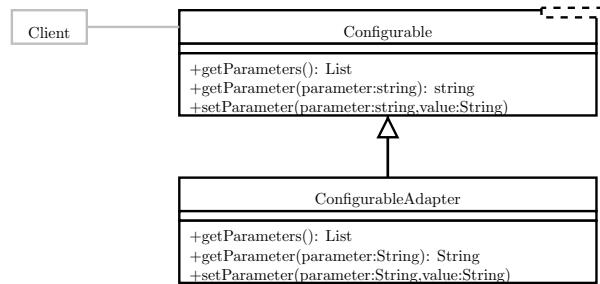 Client
Configurable
+getParameters(): List
+getParameter(parameter:string): string
+setParameter(parameter:string,value:String)
ConfigurableAdapter
+getParameters(): List
+getParameter(parameter:String): String
+setParameter(parameter:String,value:String)